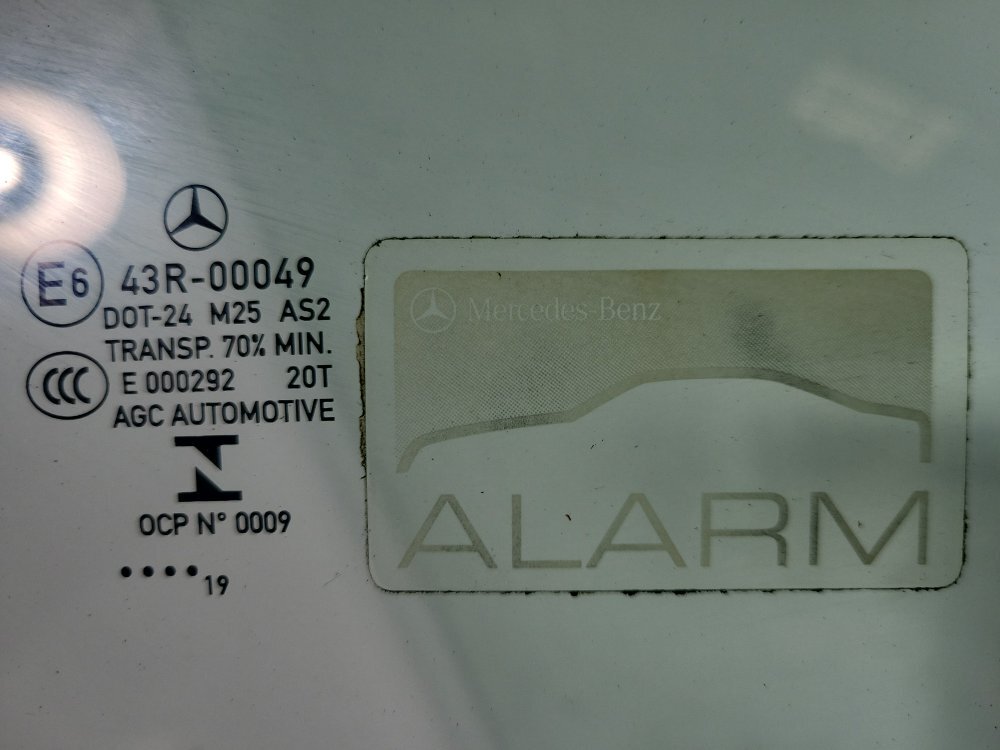 E6
43R-00049
DOT-24 M25 AS2
TRANSP. 70% MIN.
CCC
E 000292 20T
AGC AUTOMOTIVE
OCP N° 0009
••••19
Mercedes-Benz
ALARM